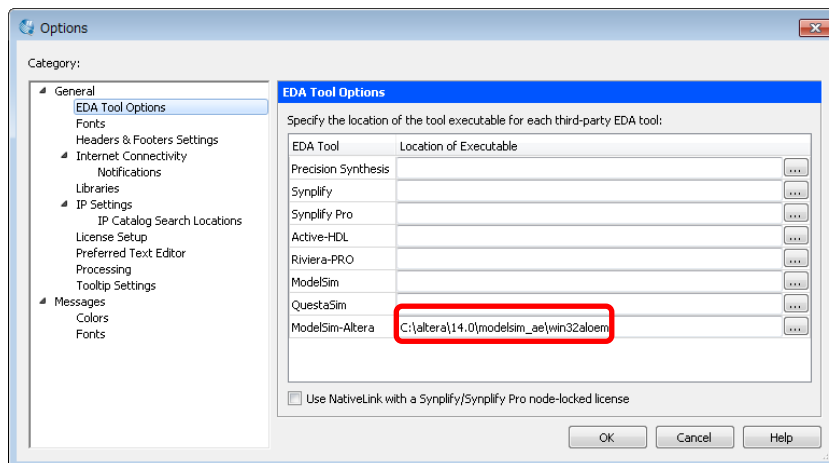 Options
Category:
General
EDA Tool Options
Fonts
Headers & Footers Settings
Internet Connectivity
Notifications
Libraries
IP Settings
IP Catalog Search Locations
License Setup
Preferred Text Editor
Processing
Tooltip Settings
Messages
Colors
Fonts
EDA Tool Options
Specify the location of the tool executable for each third-party EDA tool:
EDA Tool Location of Executable
Precision Synthesis ...
Synplify ...
Synplify Pro ...
Active-HDL ...
Riviera-PRO ...
ModelSim ...
QuestaSim ...
ModelSim-Altera C:\altera\14.0\modelsim_ae\win32aloem ...
Use NativeLink with a Synplify/Synplify Pro node-locked license
OK Cancel Help